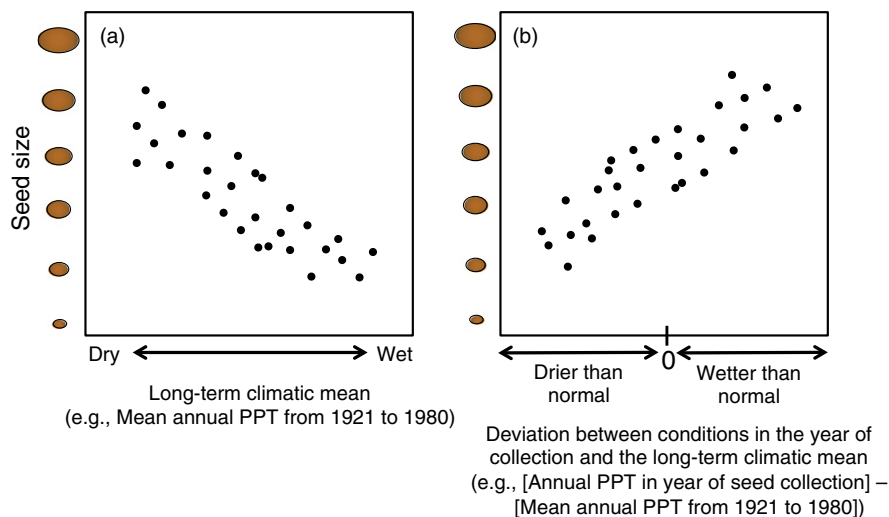 (a)
Seed size
Dry
Wet
Long-term climatic mean
(e.g., Mean annual PPT from 1921 to 1980)
(b)
0
Drier than
normal
Wetter than
normal
Deviation between conditions in the year of
collection and the long-term climatic mean
(e.g., [Annual PPT in year of seed collection] –
[Mean annual PPT from 1921 to 1980])